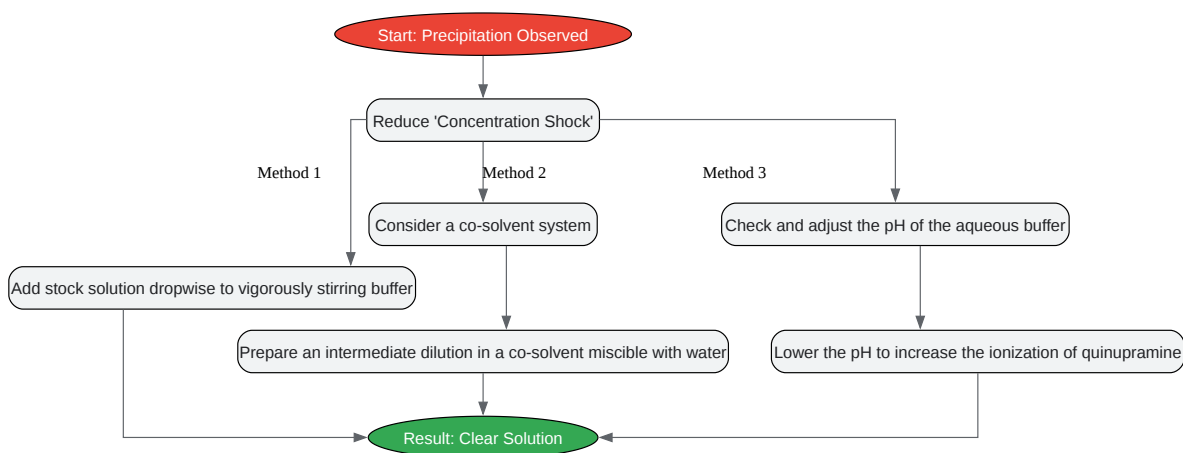 Start: Precipitation Observed
Reduce 'Concentration Shock'
Method 1
Method 2
Method 3
Consider a co-solvent system
Check and adjust the pH of the aqueous buffer
Add stock solution dropwise to vigorously stirring buffer
Prepare an intermediate dilution in a co-solvent miscible with water
Lower the pH to increase the ionization of quinupramine
Result: Clear Solution